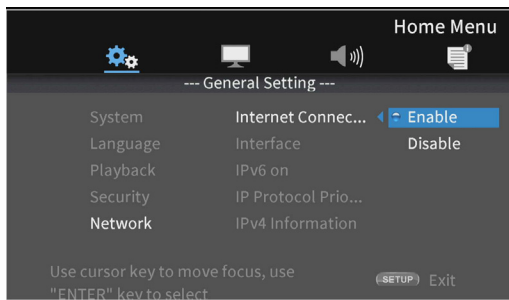 Home Menu
--- General Setting ---
System Internet Connec... Enable
Language Interface Disable
Playback IPv6 on
Security IP Protocol Prio...
Network IPv4 Information
Use cursor key to move focus, use
"ENTER" key to select
SETUP Exit